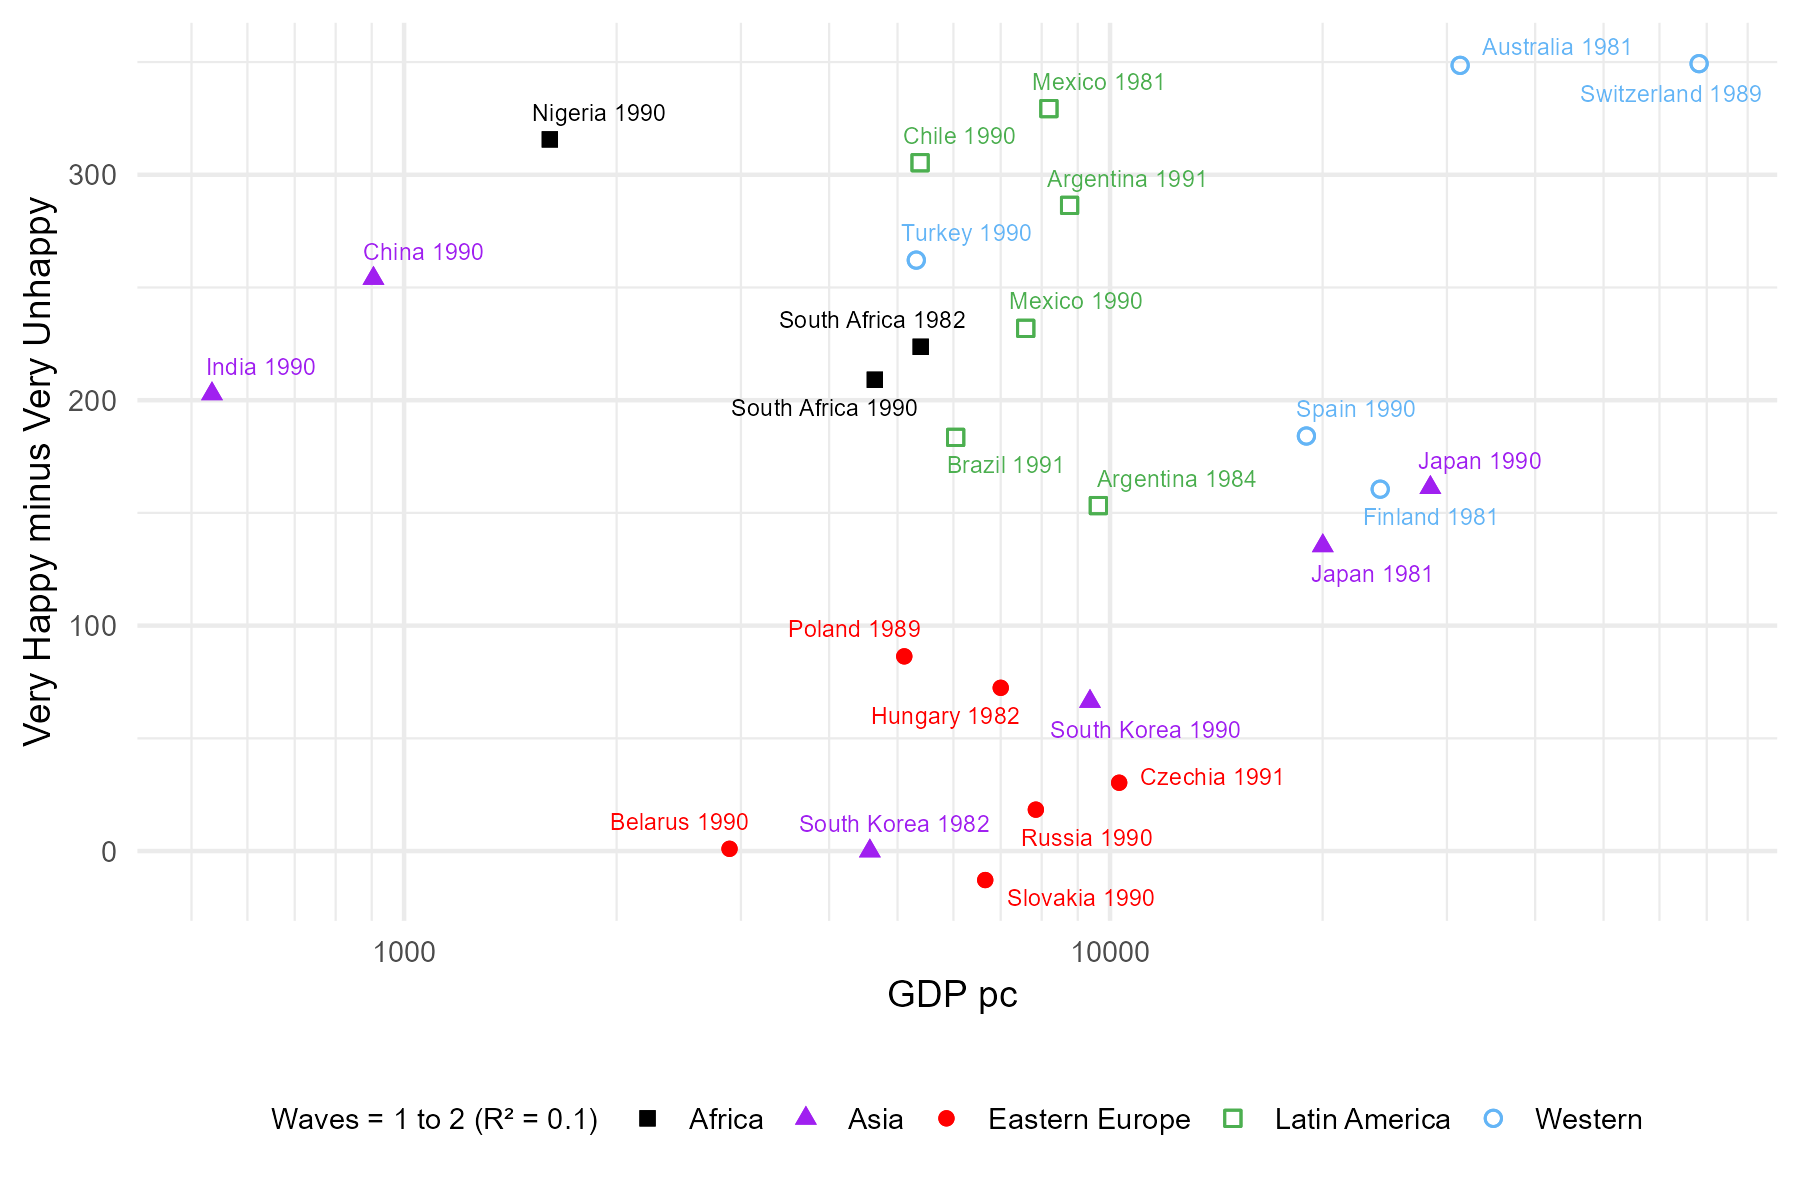 Australia 1981
Mexico 1981
Switzerland 1989
Nigeria 1990
Chile 1990
300
Argentina 1991
Turkey 1990
China 1990
Mexico 1990
South Africa 1982
India 1990
200
South Africa 1990
Spain 1990
Brazil 1991
Japan 1990
Argentina 1984
Finland 1981
Japan 1981
100
Poland 1989
Hungary 1982
South Korea 1990
Czechia 1991
Belarus 1990
South Korea 1982
Russia 1990
0
Slovakia 1990
Very Happy minus Very Unhappy
1000
10000
GDP pc
Waves = 1 to 2 (R² = 0.1)
Africa
Asia
Eastern Europe
Latin America
Western